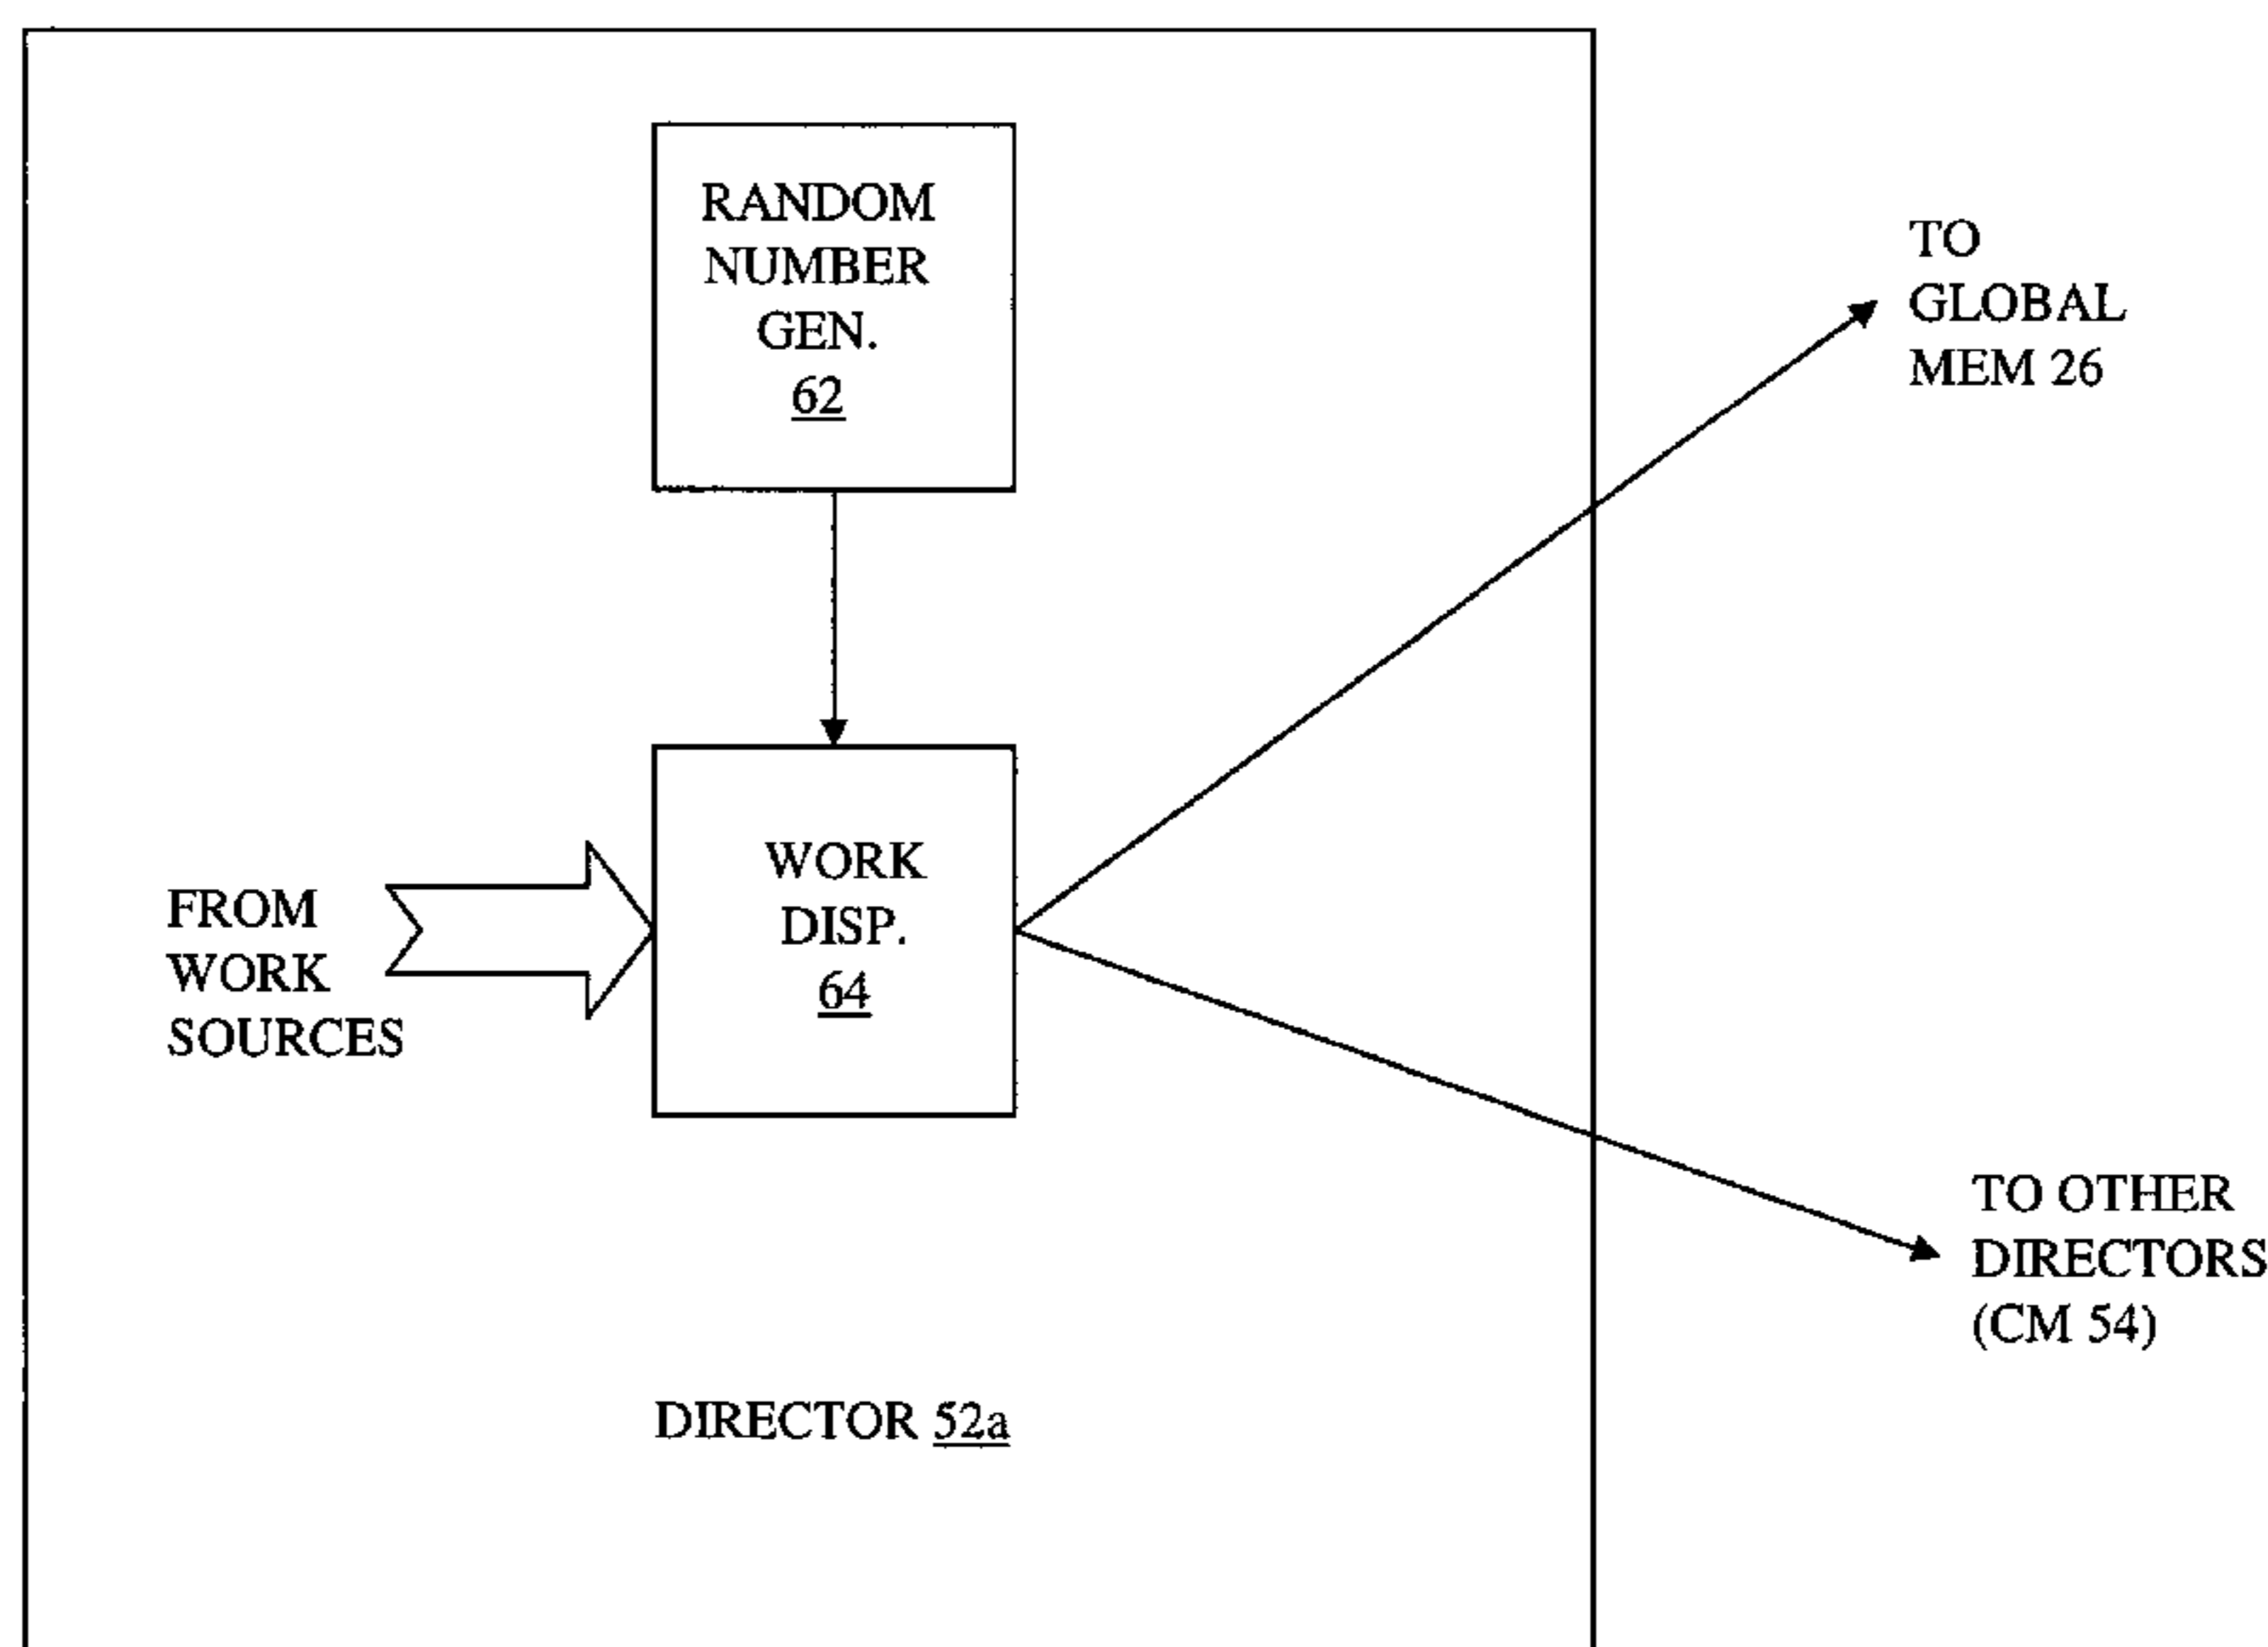 RANDOM
NUMBER
GEN.
62
TO
GLOBAL
MEM 26
WORK
DISP.
64
FROM
WORK
SOURCES
TO OTHER
DIRECTORS
(CM 54)
DIRECTOR 52a